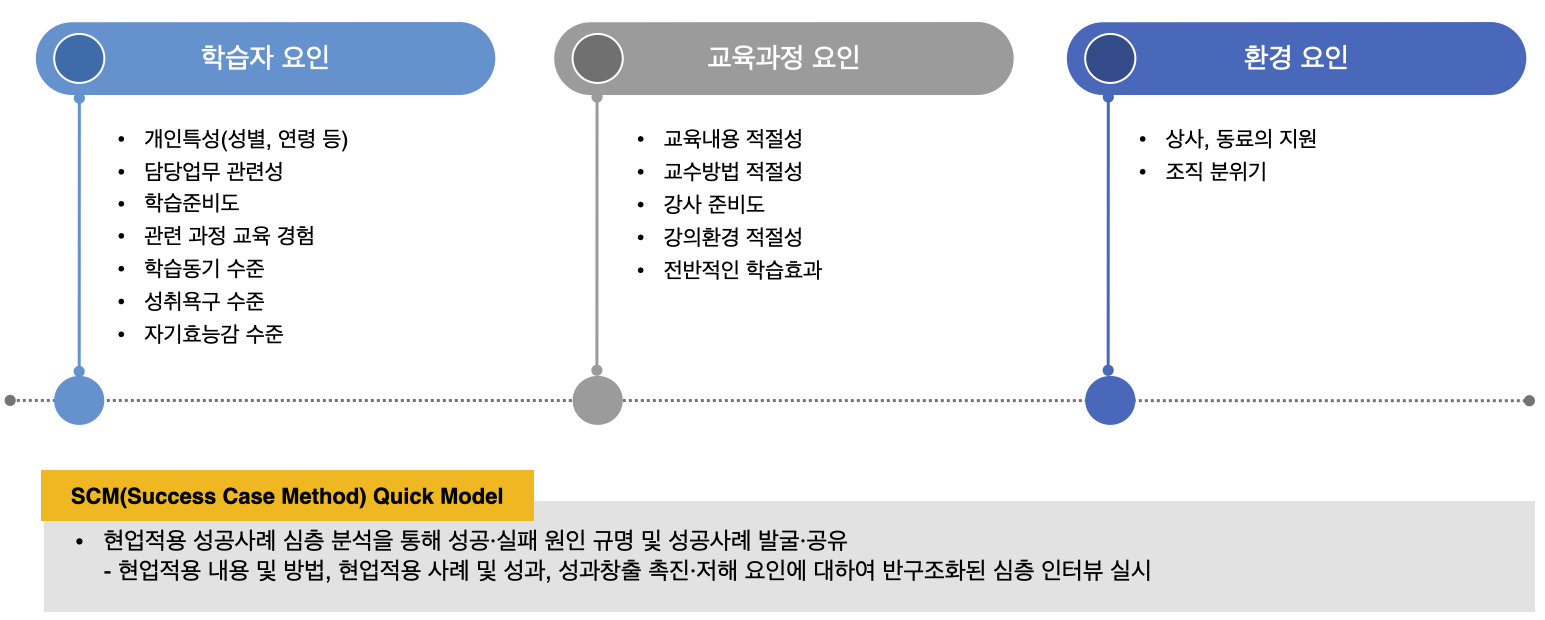 학습자 요인
• 개인특성(성별, 연령 등)
• 담당업무 관련성
• 학습준비도
• 관련 과정 교육 경험
• 학습동기 수준
• 성취욕구 수준
• 자기효능감 수준
교육과정 요인
• 교육내용 적절성
• 교수방법 적절성
• 강사 준비도
• 강의환경 적절성
• 전반적인 학습효과
환경 요인
• 상사, 동료의 지원
• 조직 분위기
SCM(Success Case Method) Quick Model
• 현업적용 성공사례 심층 분석을 통해 성공·실패 원인 규명 및 성공사례 발굴·공유
- 현업적용 내용 및 방법, 현업적용 사례 및 성과, 성과창출 촉진·저해 요인에 대하여 반구조화된 심층 인터뷰 실시